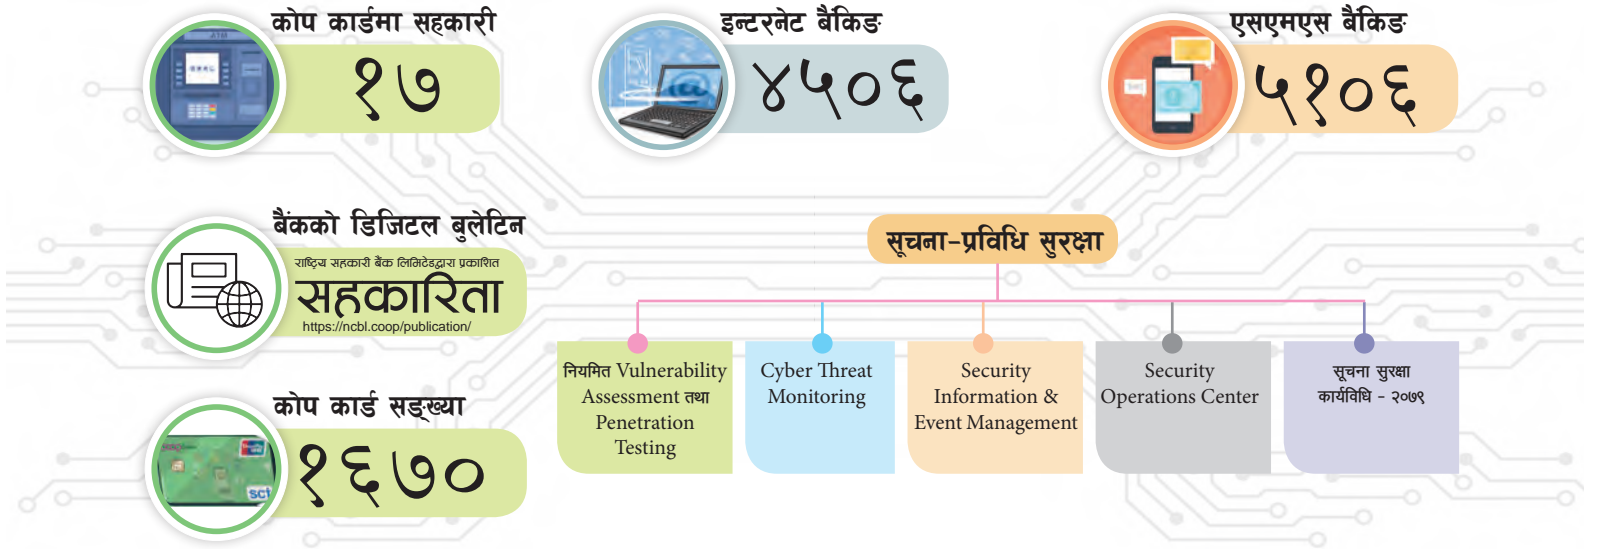 कोप कार्डमा सहकारी
१७
इन्टरनेट बैंकिङ
४५०६
एसएमएस बैंकिङ
५१०६
बैंकको डिजिटल बुलेटिन
राष्ट्रिय सहकारी बैंक लिमिटेडद्वारा प्रकाशित
सहकारिता
https://ncbl.coop/publication/
कोप कार्ड सङ्ख्या
१६७०
sct
सूचना-प्रविधि सुरक्षा
नियमित Vulnerability
Assessment तथा
Penetration
Testing
Cyber Threat
Monitoring
Security
Information &
Event Management
Security
Operations Center
सूचना सुरक्षा
कार्यविधि - २०७९